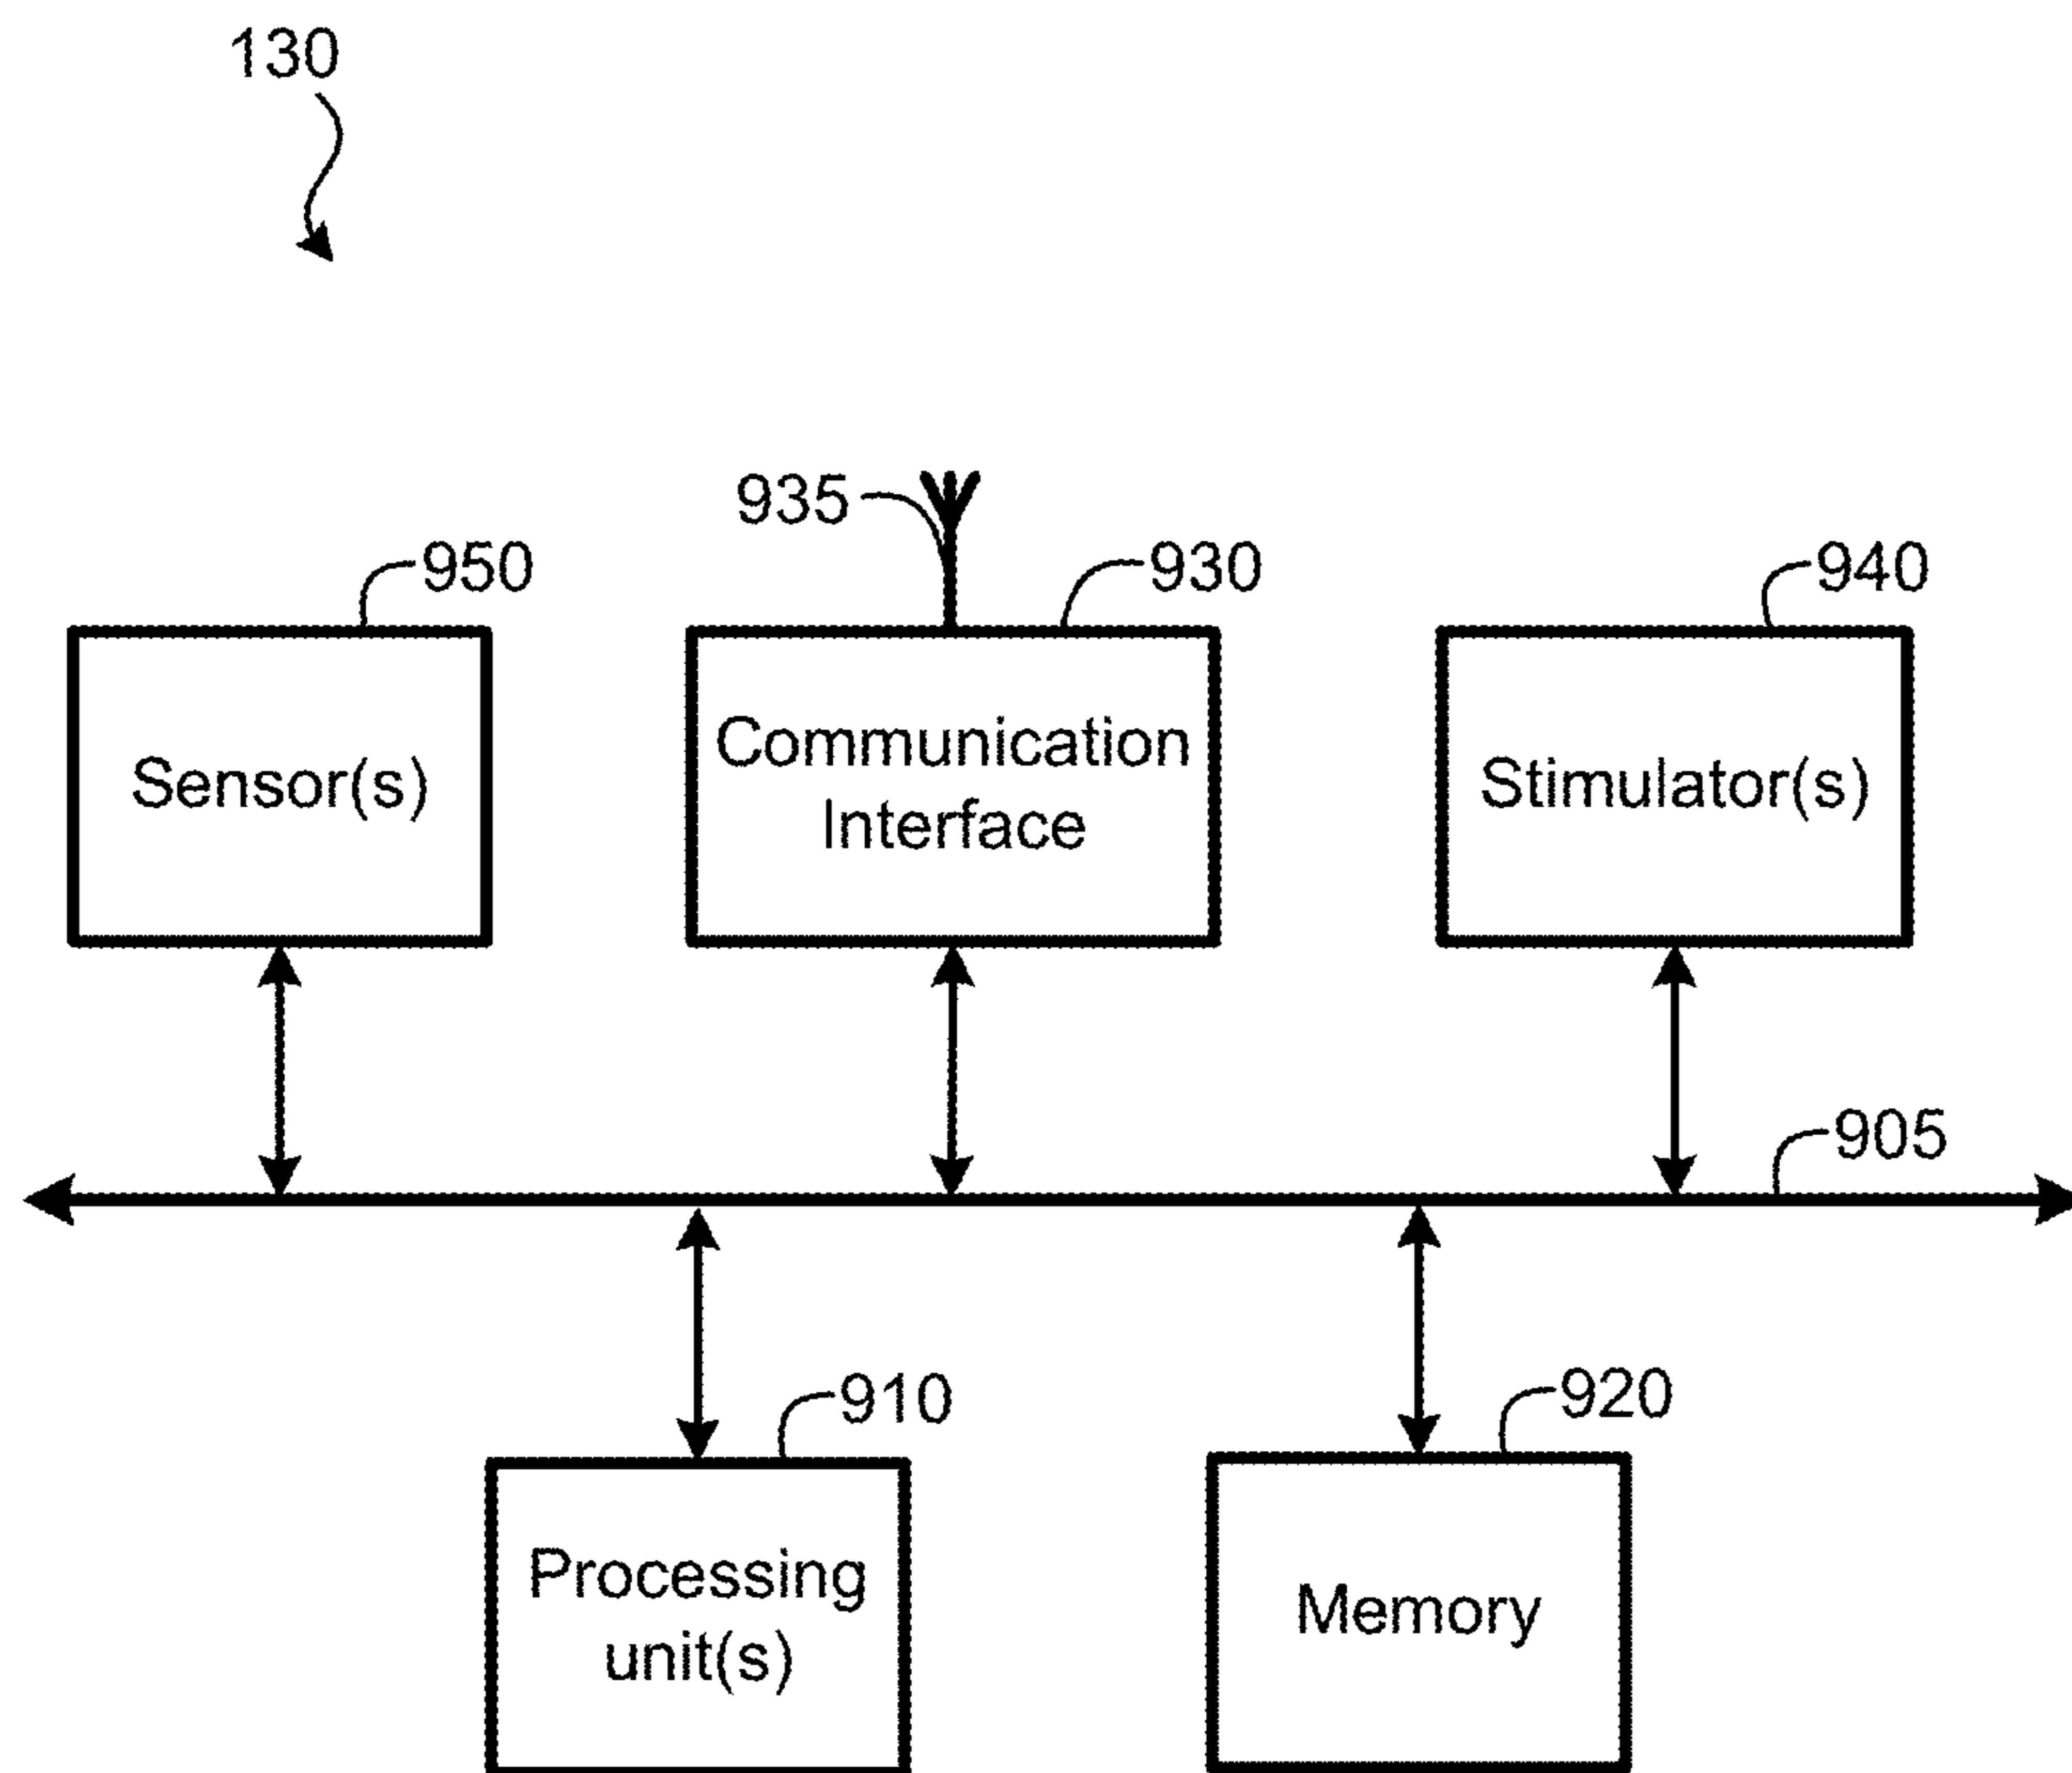 130
935
950
930
940
Sensor(s)
Communication
Interface
Stimulator(s)
905
910
920
Processing
unit(s)
Memory